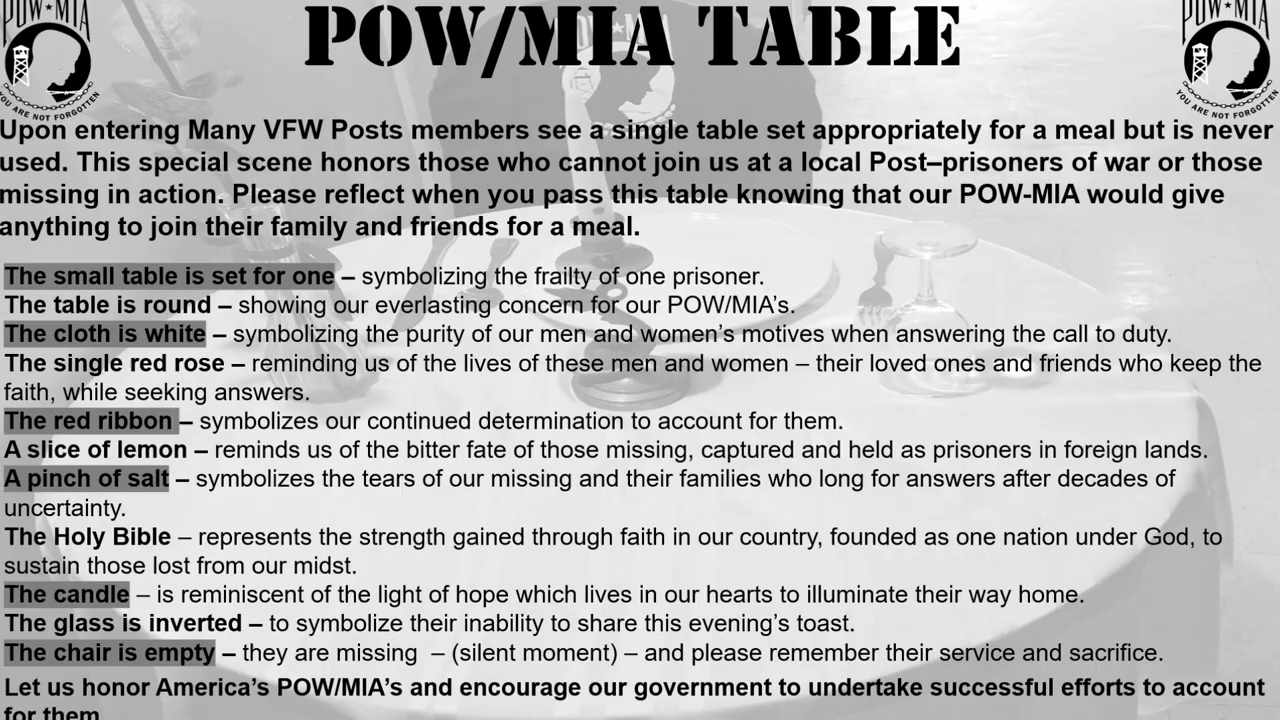 POW★MIA
POW/MIA TABLE
POW★MIA
YOU ARE NOT FORGOTTEN
YOU ARE NOT FORGOTTEN
Upon entering Many VFW Posts members see a single table set appropriately for a meal but is never
used. This special scene honors those who cannot join us at a local Post–prisoners of war or those
missing in action. Please reflect when you pass this table knowing that our POW-MIA would give
anything to join their family and friends for a meal.
The small table is set for one – symbolizing the frailty of one prisoner.
The table is round – showing our everlasting concern for our POW/MIA’s.
The cloth is white – symbolizing the purity of our men and women’s motives when answering the call to duty.
The single red rose – reminding us of the lives of these men and women – their loved ones and friends who keep the
faith, while seeking answers.
The red ribbon – symbolizes our continued determination to account for them.
A slice of lemon – reminds us of the bitter fate of those missing, captured and held as prisoners in foreign lands.
A pinch of salt – symbolizes the tears of our missing and their families who long for answers after decades of
uncertainty.
The Holy Bible – represents the strength gained through faith in our country, founded as one nation under God, to
sustain those lost from our midst.
The candle – is reminiscent of the light of hope which lives in our hearts to illuminate their way home.
The glass is inverted – to symbolize their inability to share this evening’s toast.
The chair is empty – they are missing – (silent moment) – and please remember their service and sacrifice.
Let us honor America’s POW/MIA’s and encourage our government to undertake successful efforts to account
for them